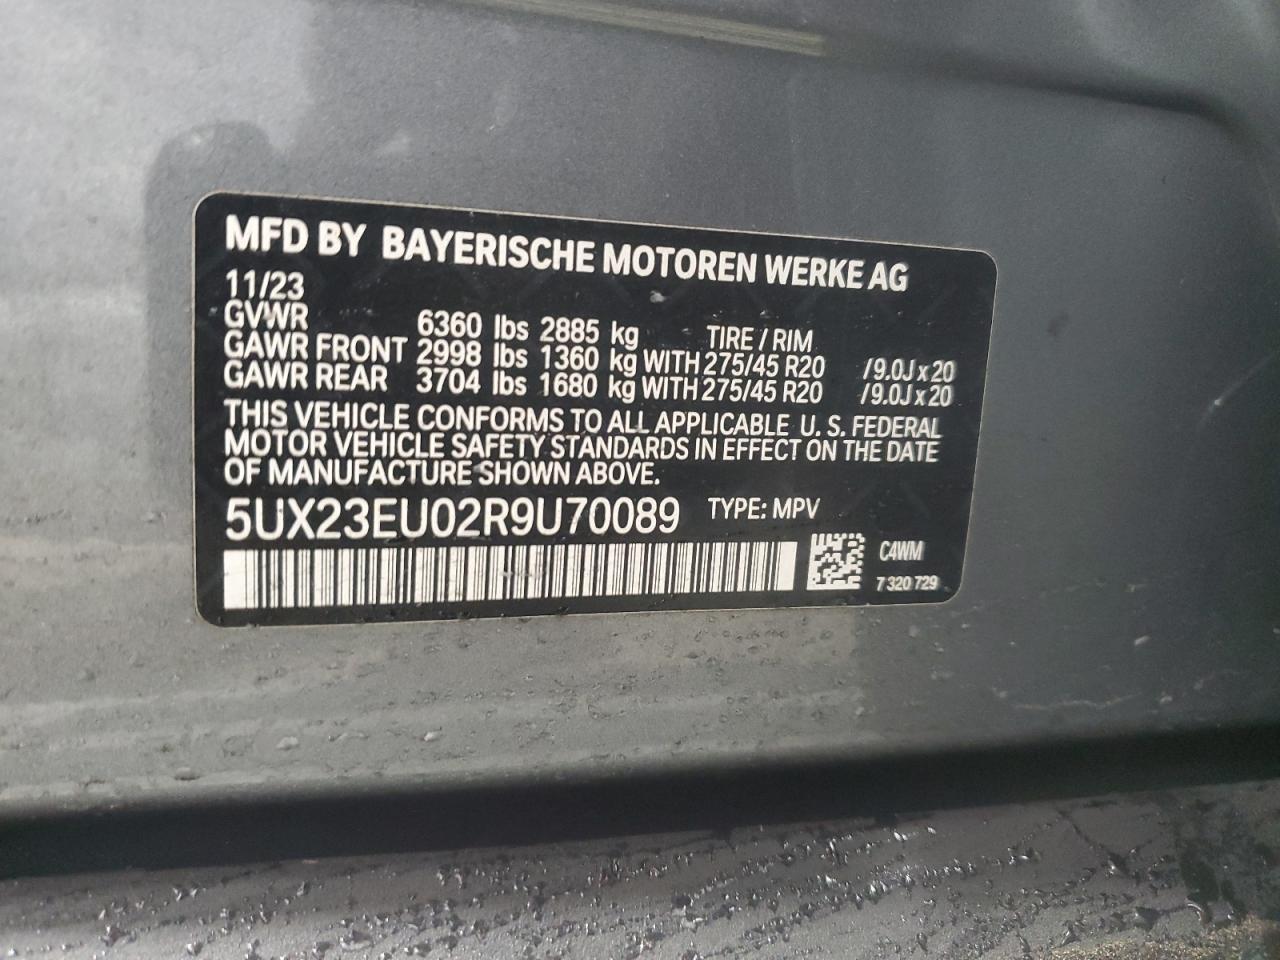 MFD BY BAYERISCHE MOTOREN WERKE AG
11/23
GVWR 6360 lbs 2885 kg TIRE / RIM
GAWR FRONT 2998 lbs 1360 kg WITH 275/45 R20 / 9.0J x 20
GAWR REAR 3704 lbs 1680 kg WITH 275/45 R20 / 9.0J x 20
THIS VEHICLE CONFORMS TO ALL APPLICABLE U. S. FEDERAL
MOTOR VEHICLE SAFETY STANDARDS IN EFFECT ON THE DATE
OF MANUFACTURE SHOWN ABOVE.
5UX23EU02R9U70089 TYPE: MPV
C4WM
7 320 729